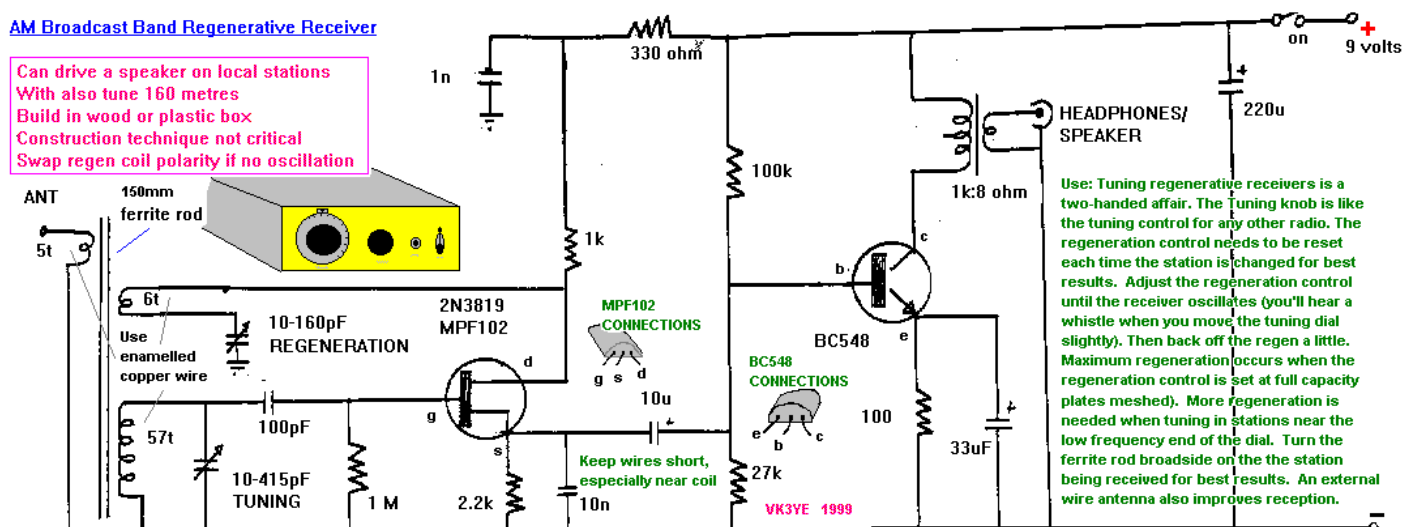 AM Broadcast Band Regenerative Receiver
Can drive a speaker on local stations
With also tune 160 metres
Build in wood or plastic box
Construction technique not critical
Swap regen coil polarity if no oscillation
1n
330 ohm
on
+
9 volts
220u
HEADPHONES/
SPEAKER
1k:8 ohm
100k
ANT
5t
150mm
ferrite rod
1k
6t
Use
enamelled
copper wire
10-160pF
REGENERATION
2N3819
MPF102
d
g
s
MPF102
CONNECTIONS
g s d
c
b
e
BC548
BC548
CONNECTIONS
e
b
c
57t
100pF
10-415pF
TUNING
1 M
2.2k
10n
10u
+
Keep wires short,
especially near coil
27k
100
+
33uF
+
VK3YE 1999
Use: Tuning regenerative receivers is a
two-handed affair. The Tuning knob is like
the tuning control for any other radio. The
regeneration control needs to be reset
each time the station is changed for best
results. Adjust the regeneration control
until the receiver oscillates (you'll hear a
whistle when you move the tuning dial
slightly). Then back off the regen a little.
Maximum regeneration occurs when the
regeneration control is set at full capacity
plates meshed). More regeneration is
needed when tuning in stations near the
low frequency end of the dial. Turn the
ferrite rod broadside on the the station
being received for best results. An external
wire antenna also improves reception.
-